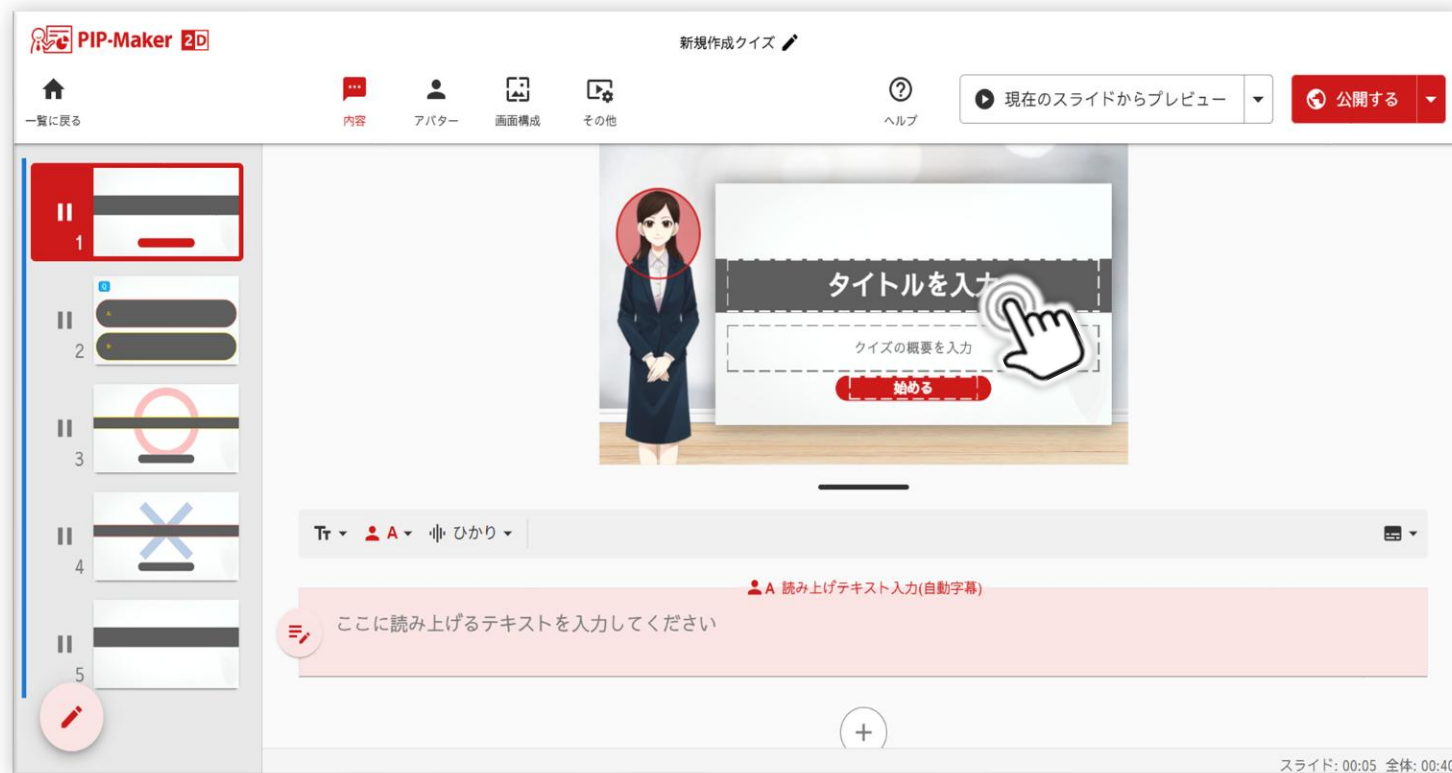 PIP-Maker 2D
新規作成クイズ
一覧に戻る
内容
アバター
画面構成
その他
ヘルプ
現在のスライドからプレビュー
公開する
1
Q
A.
B.
2
3
4
5
タイトルを入
クイズの概要を入力
始める
Tт
A
ひかり
A 読み上げテキスト入力(自動字幕)
ここに読み上げるテキストを入力してください
スライド: 00:05 全体: 00:40